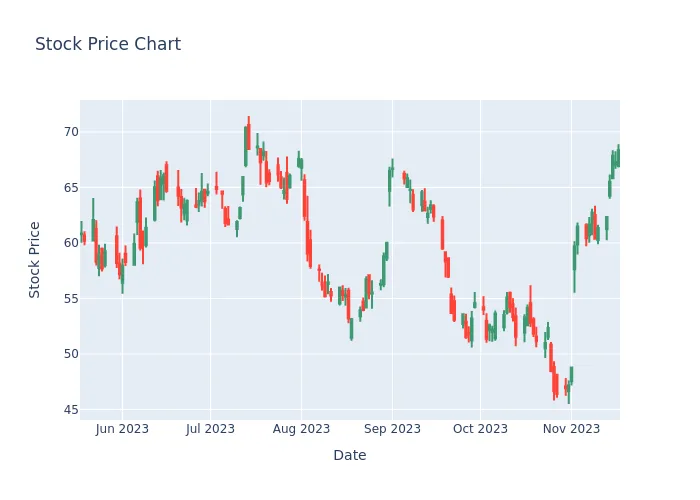 Stock Price Chart
Stock Price
70
65
60
55
50
45
Jun 2023
Jul 2023
Aug 2023
Sep 2023
Oct 2023
Nov 2023
Date